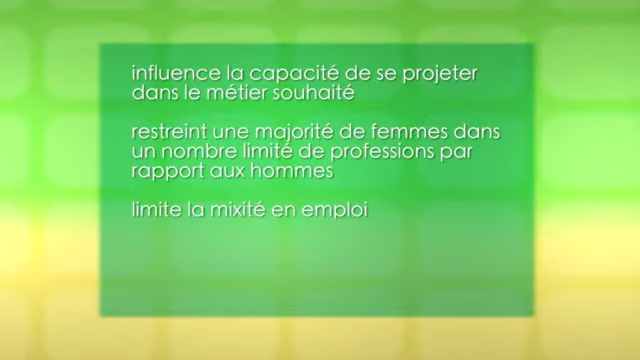 influence la capacité de se projeter
dans le métier souhaité
restreint une majorité de femmes dans
un nombre limité de professions par
rapport aux hommes
limite la mixité en emploi